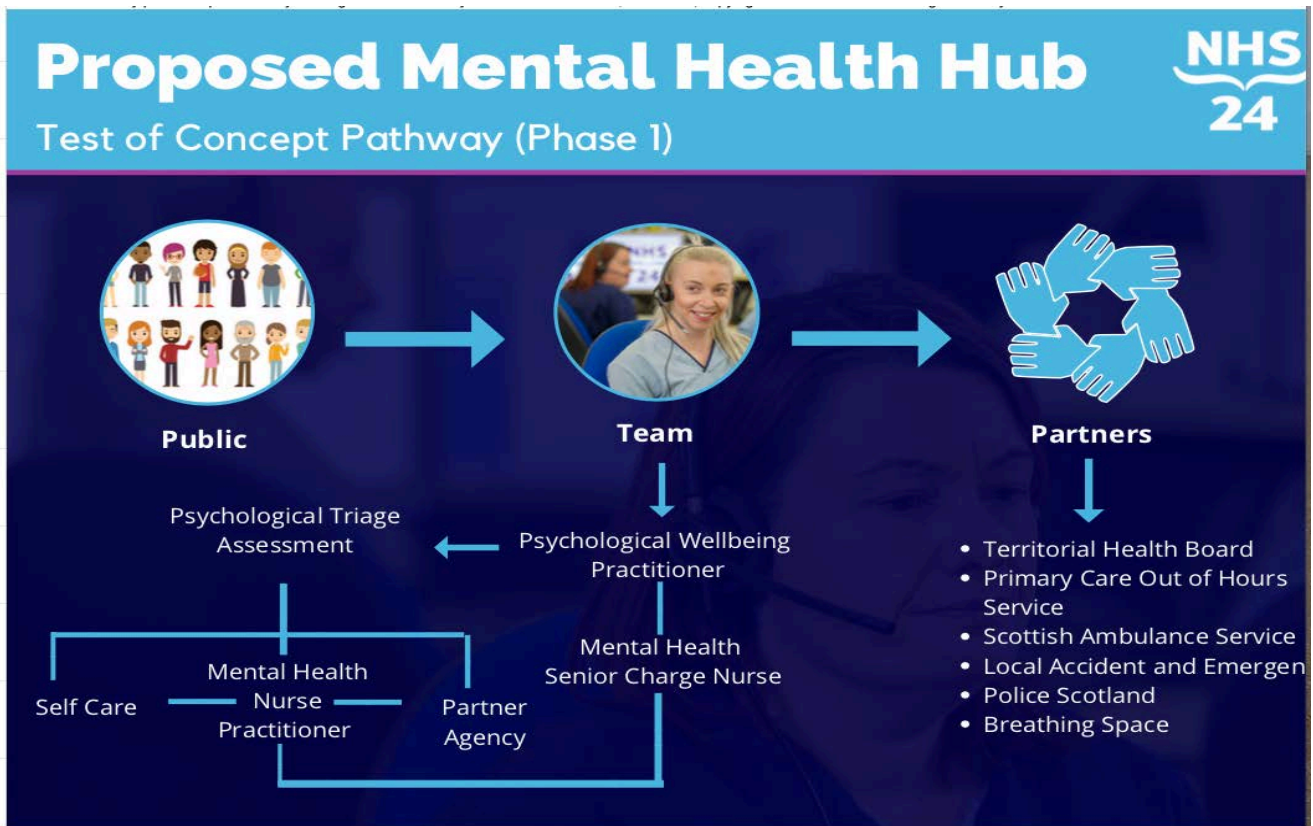 Proposed Mental Health Hub
Test of Concept Pathway (Phase 1)
NHS
24
NHS
24
Public
Team
Partners
Psychological Triage
Assessment
Psychological Wellbeing
Practitioner
Mental Health
Senior Charge Nurse
Self Care
Mental Health
Nurse
Practitioner
Partner
Agency
• Territorial Health Board
• Primary Care Out of Hours
Service
• Scottish Ambulance Service
• Local Accident and Emergen
• Police Scotland
• Breathing Space